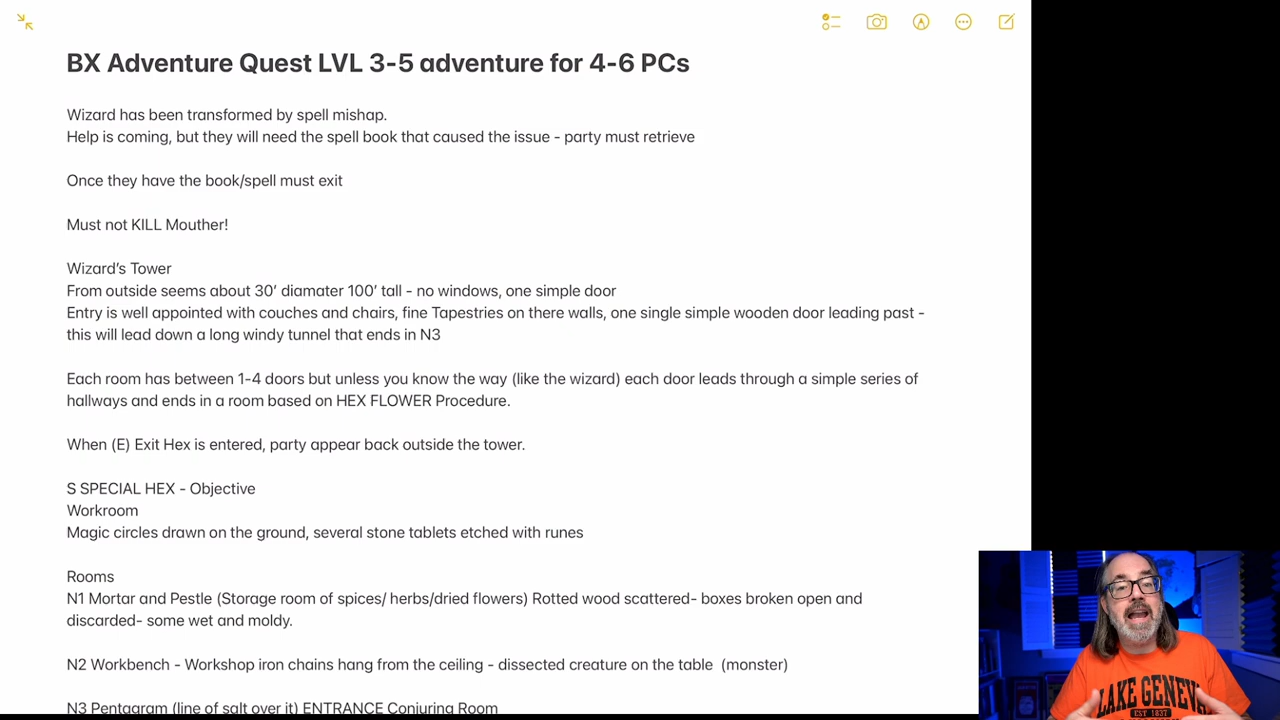 BX Adventure Quest LVL 3-5 adventure for 4-6 PCs
Wizard has been transformed by spell mishap.
Help is coming, but they will need the spell book that caused the issue - party must retrieve
Once they have the book/spell must exit
Must not KILL Mouther!
Wizard's Tower
From outside seems about 30' diamater 100' tall - no windows, one simple door
Entry is well appointed with couches and chairs, fine Tapestries on there walls, one single simple wooden door leading past -
this will lead down a long windy tunnel that ends in N3
Each room has between 1-4 doors but unless you know the way (like the wizard) each door leads through a simple series of
hallways and ends in a room based on HEX FLOWER Procedure.
When (E) Exit Hex is entered, party appear back outside the tower.
S SPECIAL HEX - Objective
Workroom
Magic circles drawn on the ground, several stone tablets etched with runes
Rooms
N1 Mortar and Pestle (Storage room of spices/ herbs/dried flowers) Rotted wood scattered- boxes broken open and
discarded- some wet and moldy.
N2 Workbench - Workshop iron chains hang from the ceiling - dissected creature on the table (monster)
N3 Pentagram (line of salt over it) ENTRANCE Conjuring Room
LAKE GENEVA
EST 1837